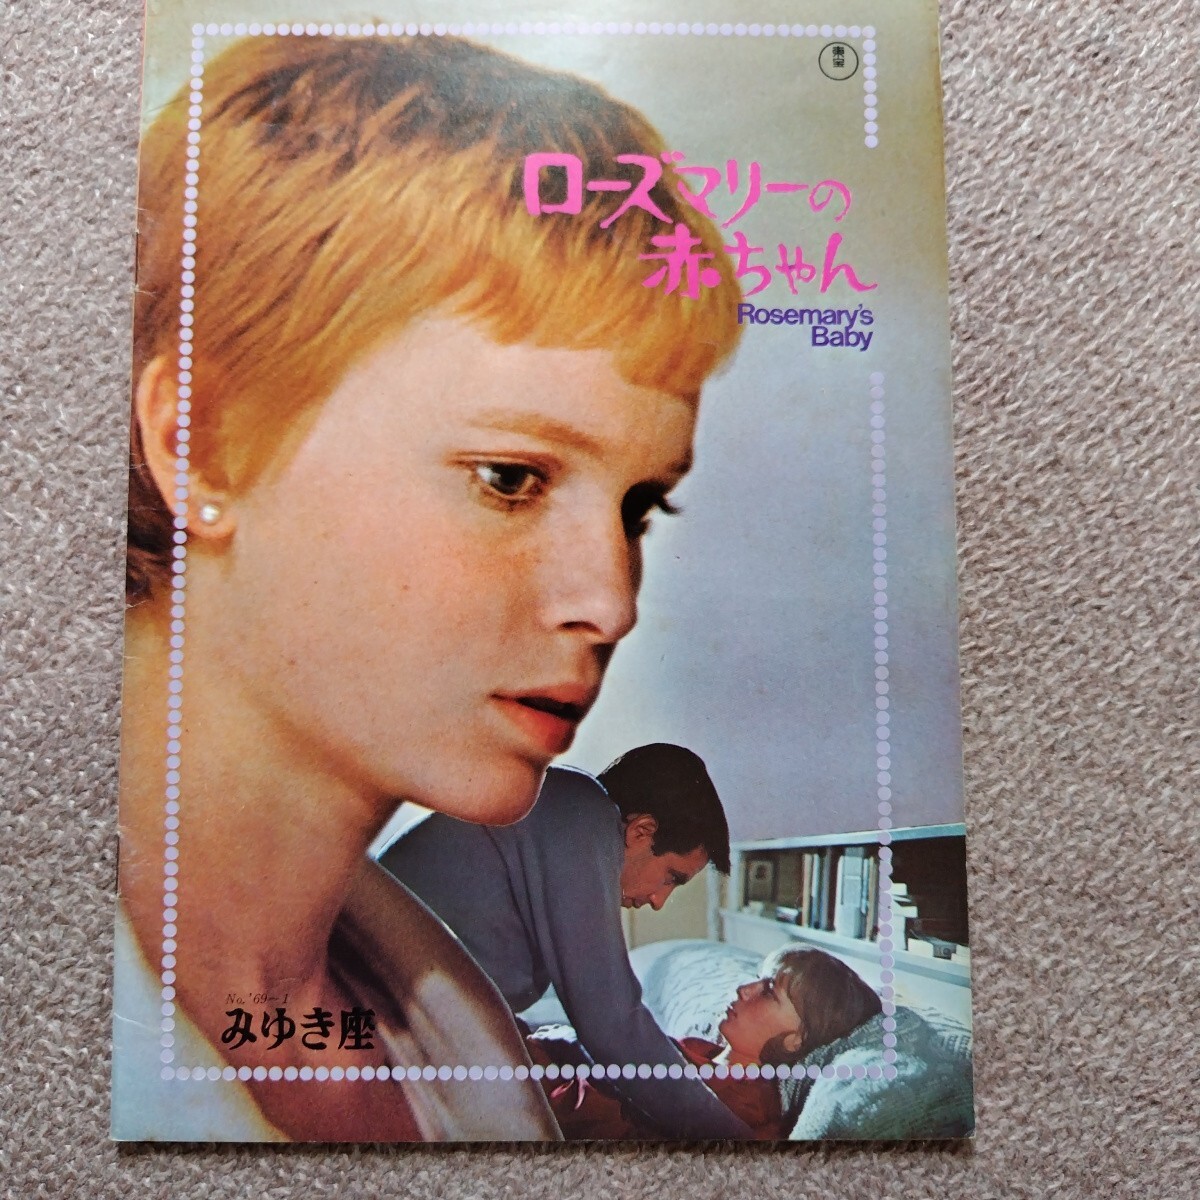 東宝
ローズマリーの
赤ちゃん
Rosemary's
Baby
No.'69~1
みゆき座